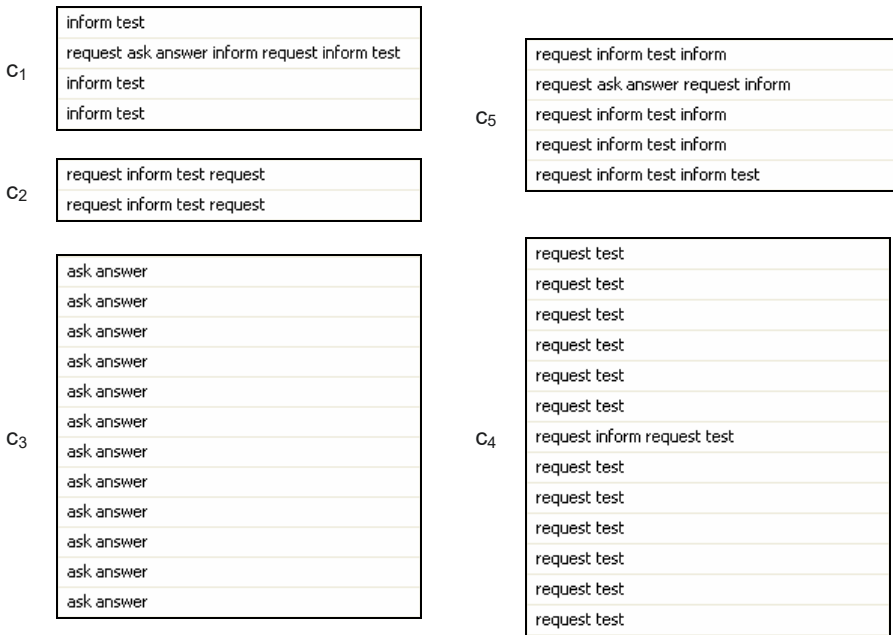 c1
inform test
request ask answer inform request inform test
inform test
inform test
c2
request inform test request
request inform test request
c3
ask answer
ask answer
ask answer
ask answer
ask answer
ask answer
ask answer
ask answer
ask answer
ask answer
ask answer
ask answer
c5
request inform test inform
request ask answer request inform
request inform test inform
request inform test inform
request inform test inform test
c4
request test
request test
request test
request test
request test
request test
request inform request test
request test
request test
request test
request test
request test
request test